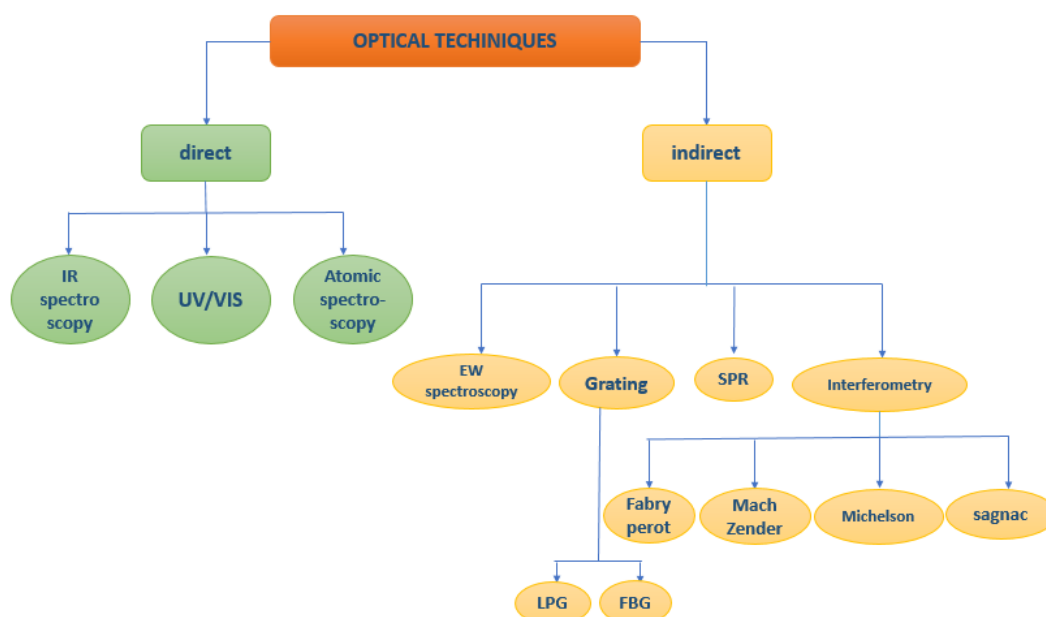 OPTICAL TECHINIQUES
direct
indirect
IR
spectro
scopy
UV/VIS
Atomic
spectro-
scopy
EW
spectroscopy
Grating
SPR
Interferometry
Fabry
perot
Mach
Zender
Michelson
sagnac
LPG
FBG